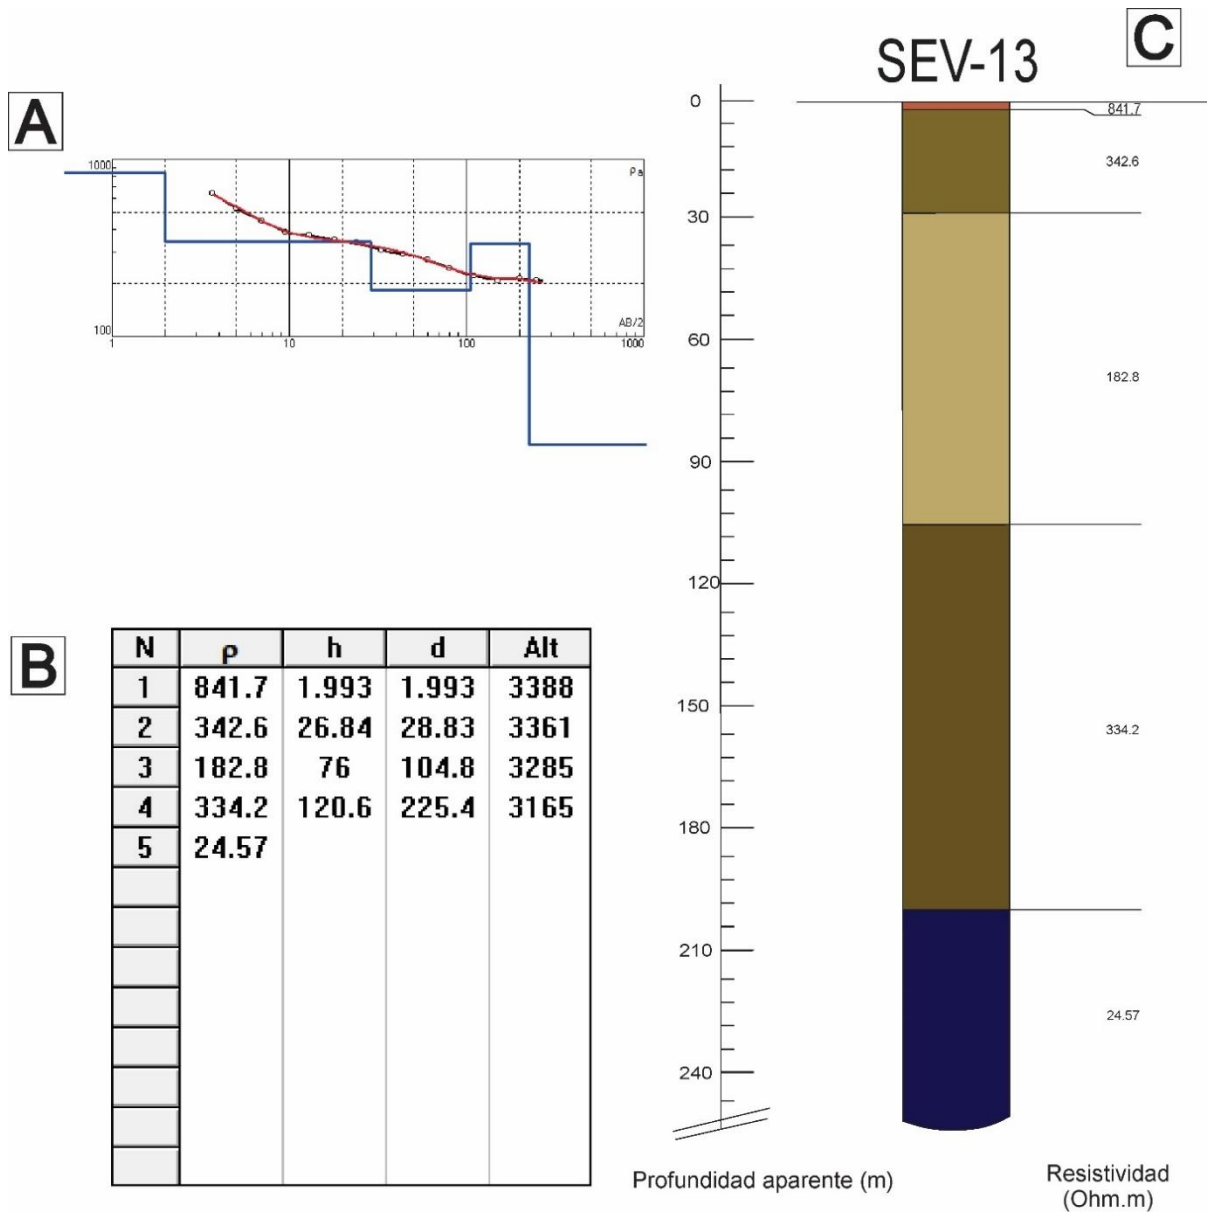 A
1000
ρa
100
AB/2
1 10 100 1000
B
N ρ h d Alt
1 841.7 1.993 1.993 3388
2 342.6 26.84 28.83 3361
3 182.8 76 104.8 3285
4 334.2 120.6 225.4 3165
5 24.57
C
SEV-13
0
30
60
90
120
150
180
210
240
841.7
342.6
182.8
334.2
24.57
Profundidad aparente (m)
Resistividad
(Ohm.m)